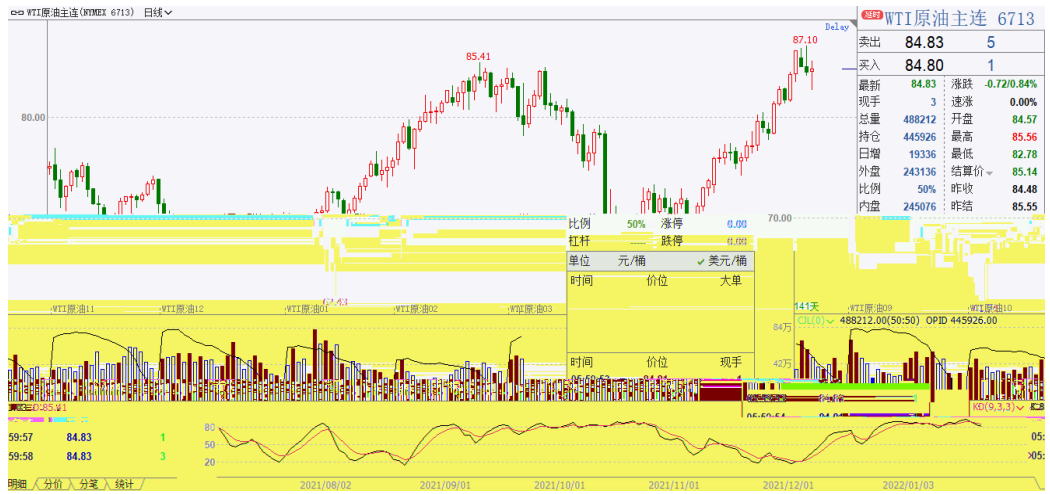 WTI原油主连(NYMEX 6713) 日线
Delay
87.10
85.41
80.00
延时 WTI原油主连 6713
卖出 84.83 5
买入 84.80 1
最新 84.83 涨跌 -0.72/0.84%
现手 3 速涨 0.00%
总量 488212 开盘 84.57
持仓 445926 最高 85.56
日增 19336 最低 82.78
外盘 243136 结算价 85.14
比例 50% 昨收 84.48
内盘 245076 昨结 85.55
比例 50% 涨停 0.00
杠杆 ----- 跌停 0.00
70.00
单位 元/桶 美元/桶
时间 价位 大单
141天
WTI原油11 WTI原油12 WTI原油01 WTI原油02 WTI原油03 WTI原油09 WTI原油10
CJL(0) 488212.00(50:50) OPID 445926.00
84万
42万
时间 价位 现手
KD(9,3,3)
59:57 84.83 1
59:58 84.83 3
80
50
20
05:
05:
明细 分价 分笔 统计
2021/08/02 2021/09/01 2021/10/01 2021/11/01 2021/12/01 2022/01/03